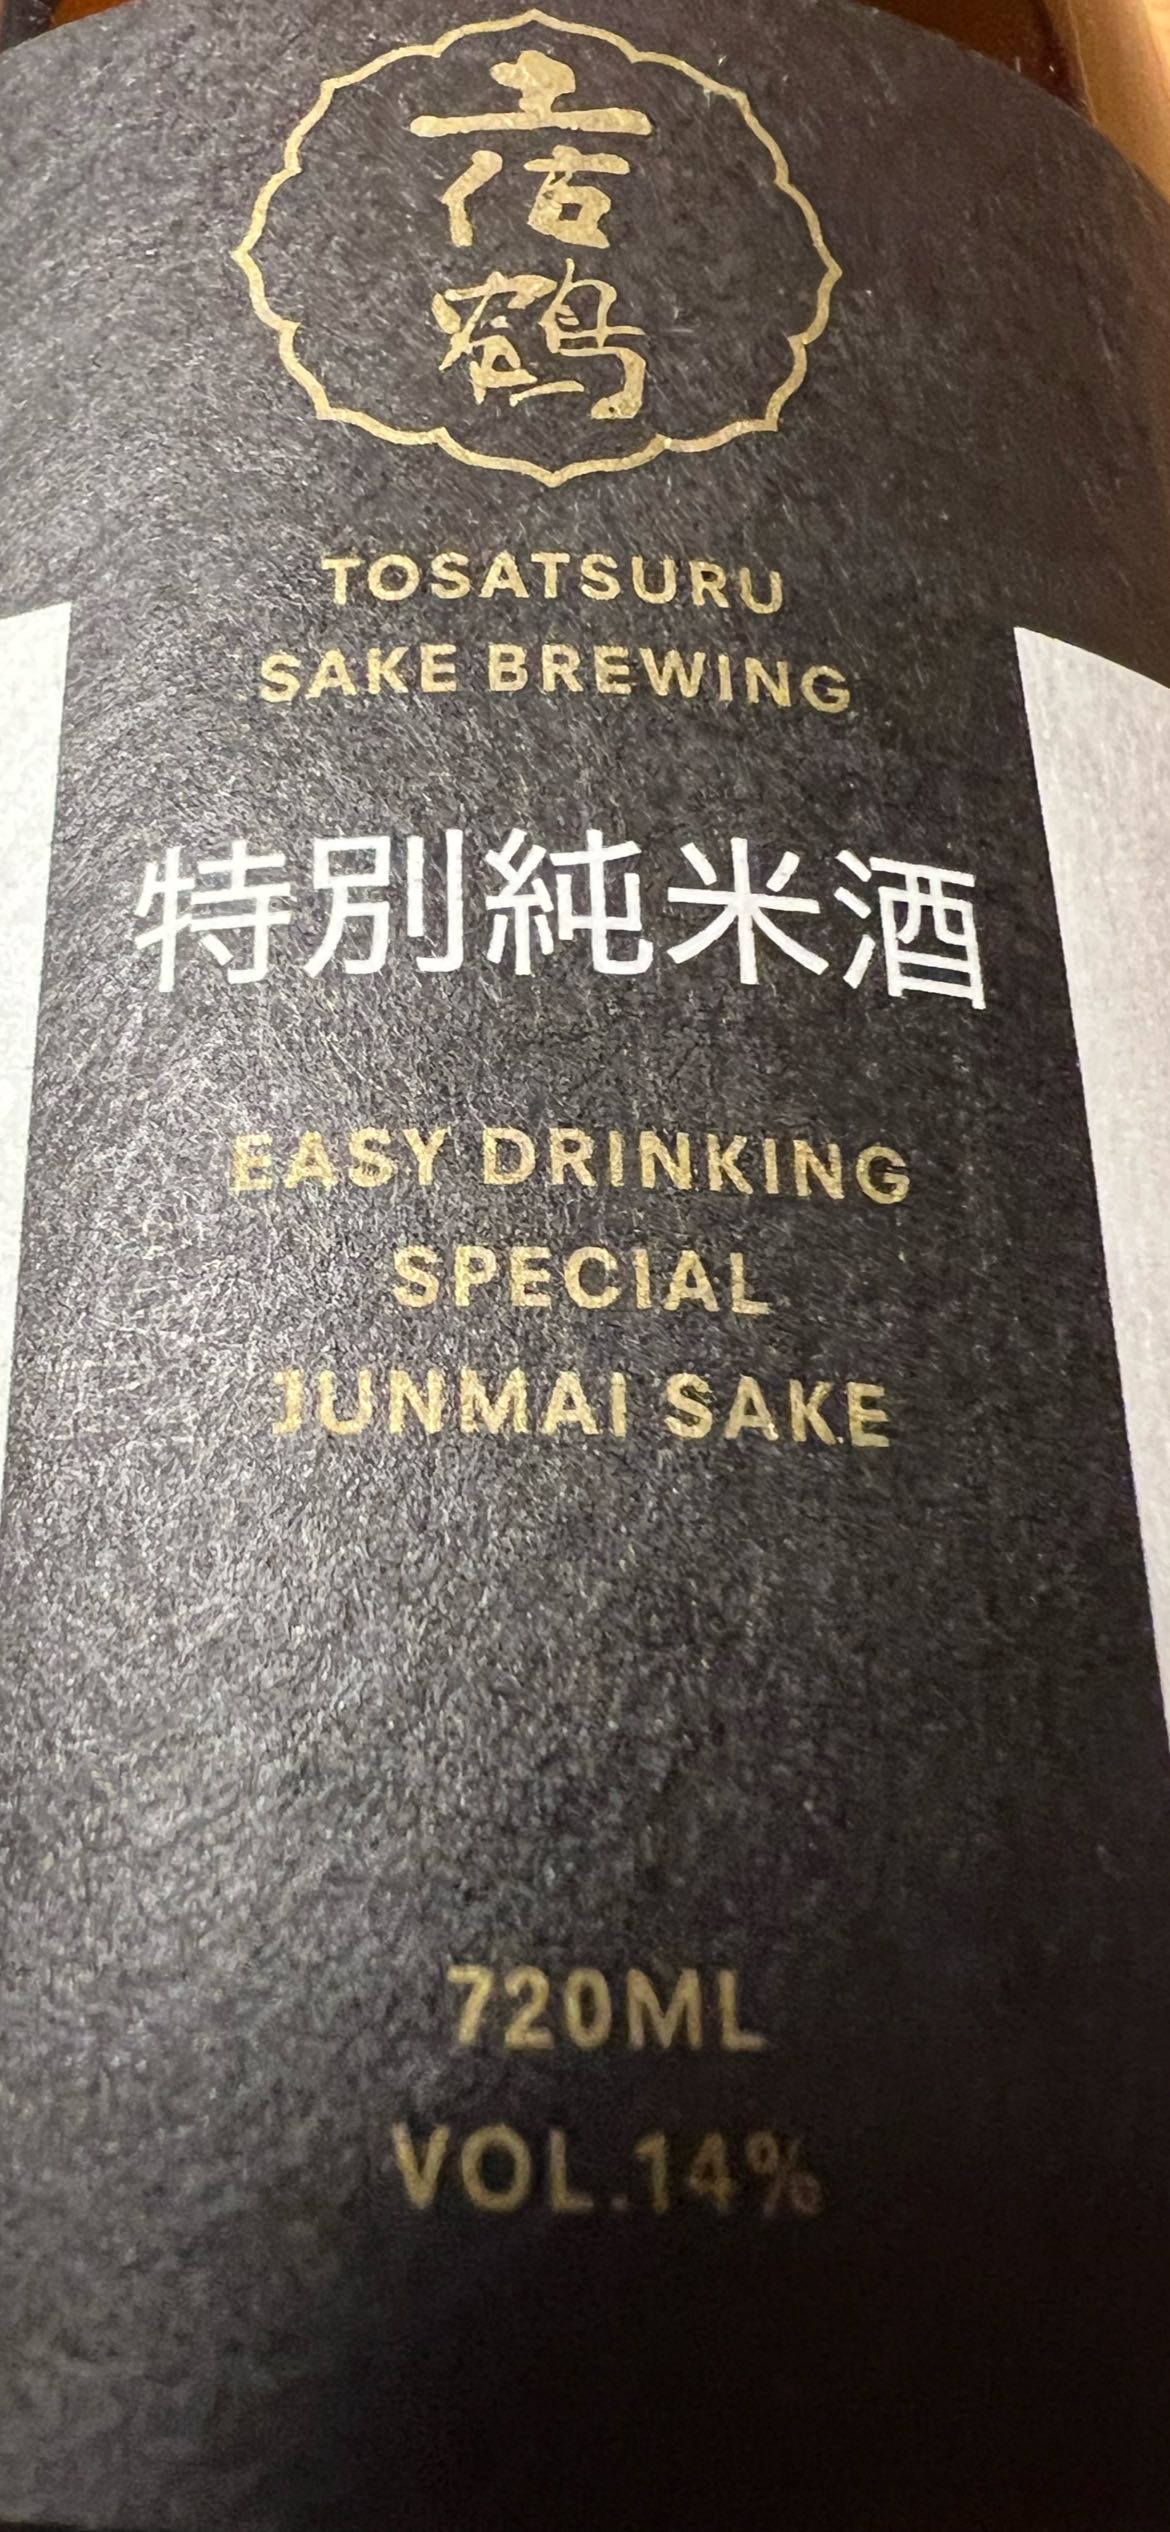 土佐鶴
TOSATSURU
SAKE BREWING
特別純米酒
EASY DRINKING
SPECIAL
JUNMAI SAKE
720ML
VOL.14%